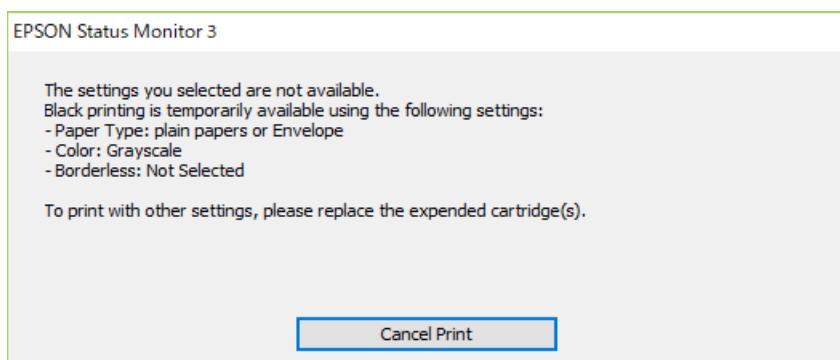 EPSON Status Monitor 3
The settings you selected are not available.
Black printing is temporarily available using the following settings:
- Paper Type: plain papers or Envelope
- Color: Grayscale
- Borderless: Not Selected
To print with other settings, please replace the expended cartridge(s).
Cancel Print